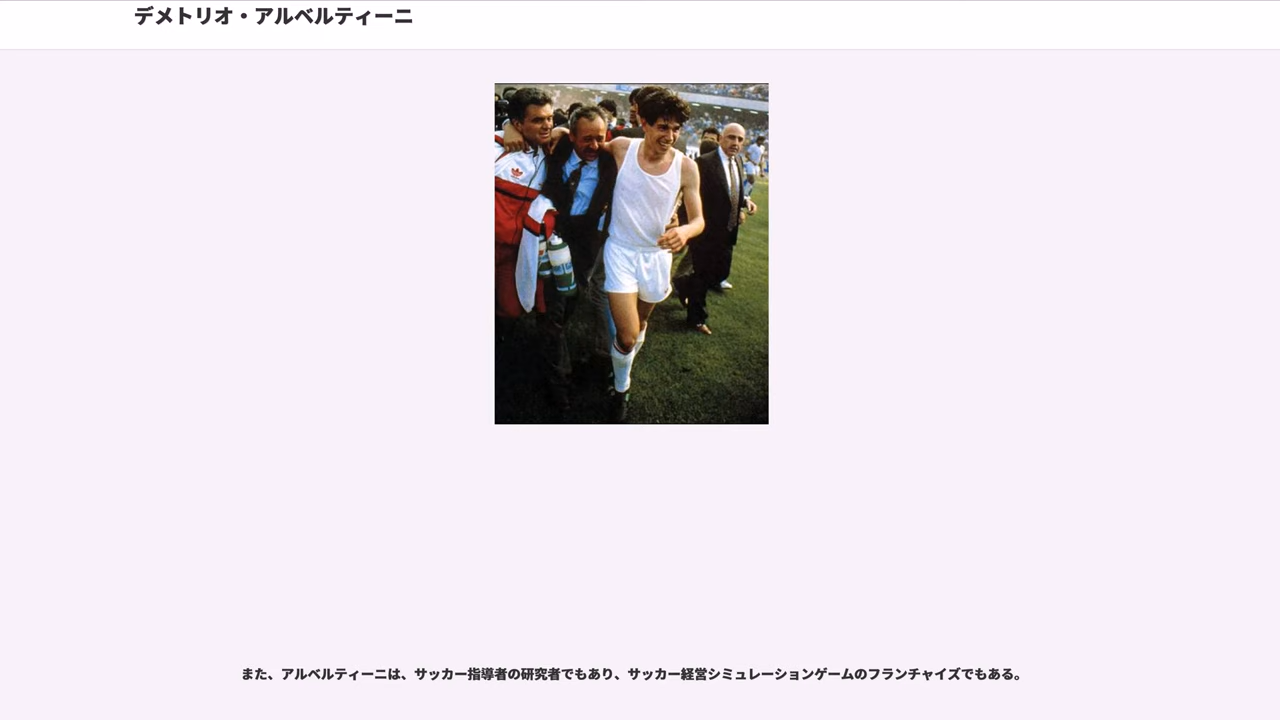 デメトリオ・アルベルティーニ
また、アルベルティーニは、サッカー指導者の研究者でもあり、サッカー経営シミュレーションゲームのフランチャイズでもある。